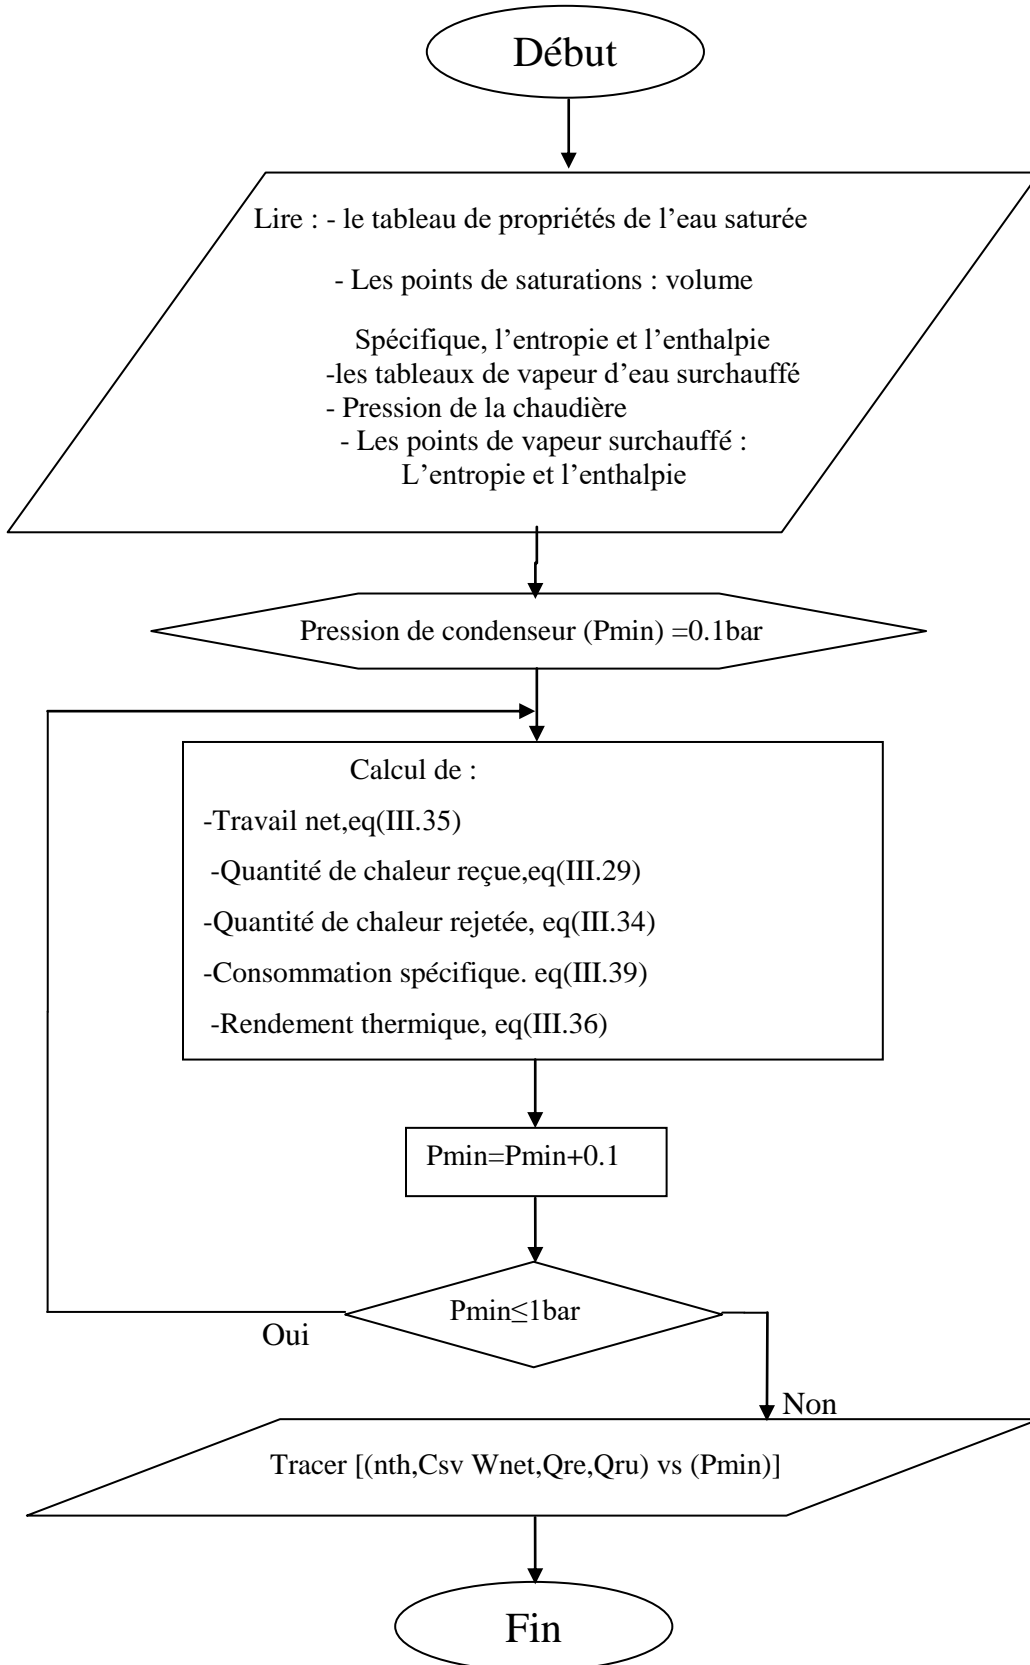 Début
Lire : - le tableau de propriétés de l’eau saturée
- Les points de saturations : volume
Spécifique, l’entropie et l’enthalpie
-les tableaux de vapeur d’eau surchauffé
- Pression de la chaudière
- Les points de vapeur surchauffé :
L’entropie et l’enthalpie
Pression de condenseur (Pmin) =0.1bar
Calcul de :
-Travail net,eq(III.35)
-Quantité de chaleur reçue,eq(III.29)
-Quantité de chaleur rejetée, eq(III.34)
-Consommation spécifique. eq(III.39)
-Rendement thermique, eq(III.36)
Pmin=Pmin+0.1
Pmin≤1bar
Oui
Non
Tracer [(nth,Csv Wnet,Qre,Qru) vs (Pmin)]
Fin